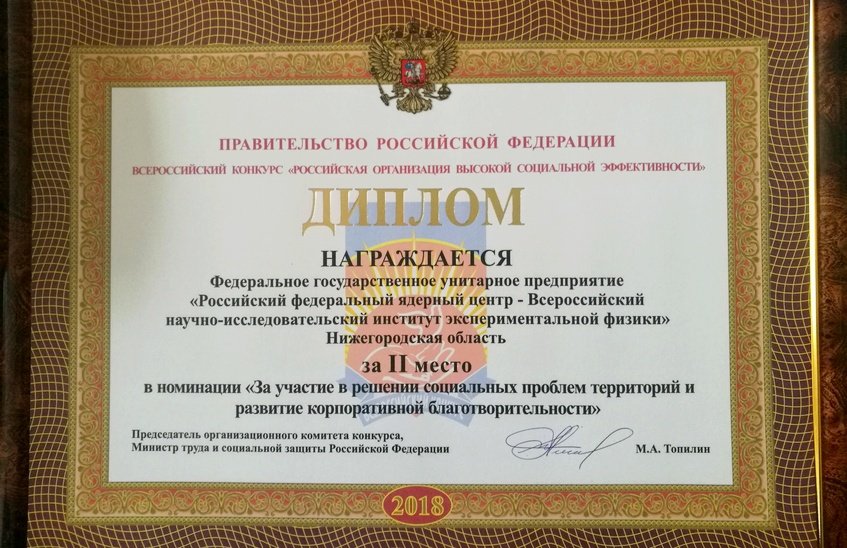 ПРАВИТЕЛЬСТВО РОССИЙСКОЙ ФЕДЕРАЦИИ
ВСЕРОССИЙСКИЙ КОНКУРС «РОССИЙСКАЯ ОРГАНИЗАЦИЯ ВЫСОКОЙ СОЦИАЛЬНОЙ ЭФФЕКТИВНОСТИ»
ДИПЛОМ
НАГРАЖДАЕТСЯ
Федеральное государственное унитарное предприятие
«Российский федеральный ядерный центр - Всероссийский
научно-исследовательский институт экспериментальной физики»
Нижегородская область
за II место
в номинации «За участие в решении социальных проблем территорий и
развитие корпоративной благотворительности»
Председатель организационного комитета конкурса,
Министр труда и социальной защиты Российской Федерации
М.А. Топилин
2018